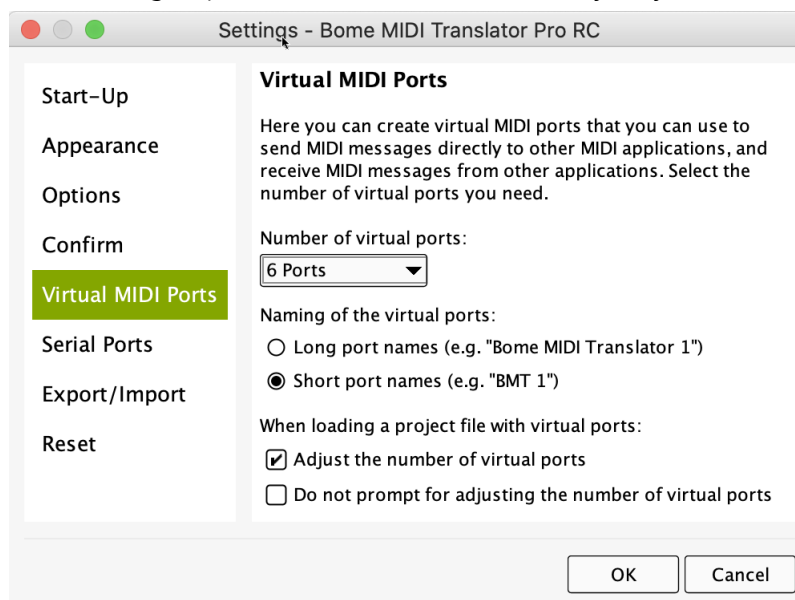 Settings - Bome MIDI Translator Pro RC
Start-Up
Appearance
Options
Confirm
Virtual MIDI Ports
Serial Ports
Export/Import
Reset
Virtual MIDI Ports
Here you can create virtual MIDI ports that you can use to
send MIDI messages directly to other MIDI applications, and
receive MIDI messages from other applications. Select the
number of virtual ports you need.
Number of virtual ports:
6 Ports
Naming of the virtual ports:
Long port names (e.g. "Bome MIDI Translator 1")
Short port names (e.g. "BMT 1")
When loading a project file with virtual ports:
Adjust the number of virtual ports
Do not prompt for adjusting the number of virtual ports
OK
Cancel